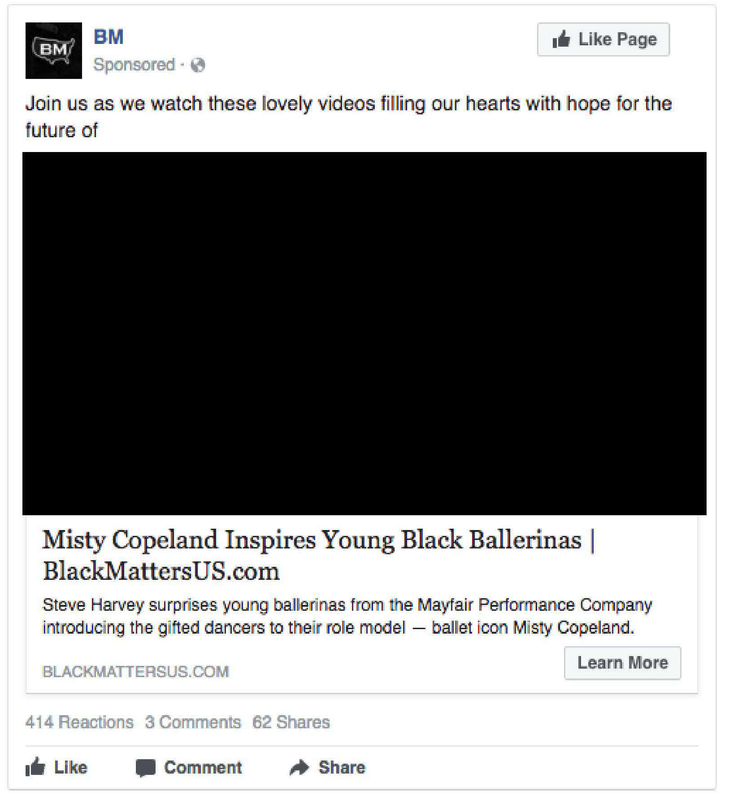 BM
BM
Like Page
Sponsored ·
Join us as we watch these lovely videos filling our hearts with hope for the
future of
Misty Copeland Inspires Young Black Ballerinas |
BlackMattersUS.com
Steve Harvey surprises young ballerinas from the Mayfair Performance Company
introducing the gifted dancers to their role model — ballet icon Misty Copeland.
BLACKMATTERSUS.COM
Learn More
414 Reactions 3 Comments 62 Shares
Like Comment Share